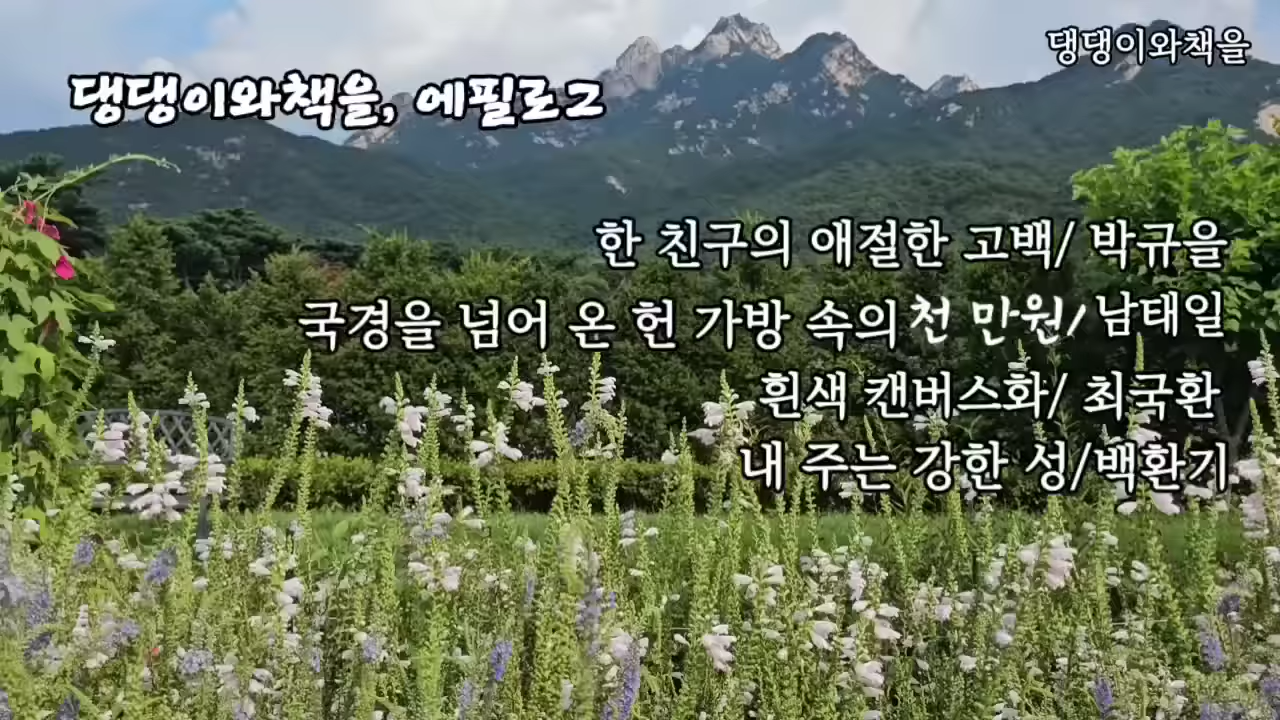 댕댕이와책을
댕댕이와책을, 에필로그
한 친구의 애절한 고백/ 박규을
국경을 넘어 온 헌 가방 속의 천 만원/ 남태일
흰색 캔버스화/ 최국환
내 주는 강한 성/백환기